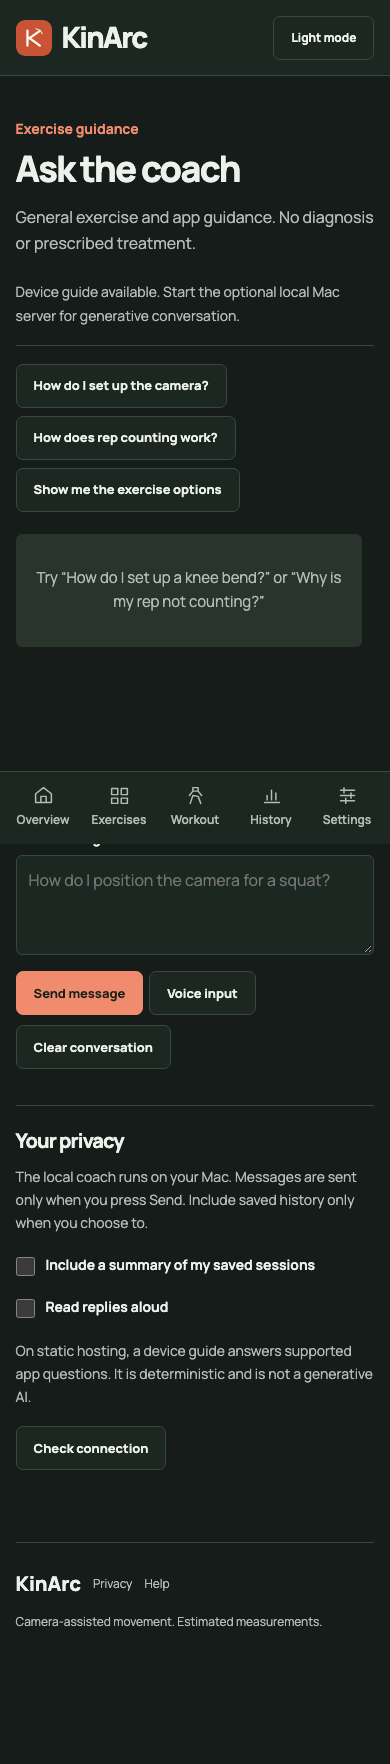 KinArc
Light mode
Exercise guidance
Ask the coach
General exercise and app guidance. No diagnosis
or prescribed treatment.
Device guide available. Start the optional local Mac
server for generative conversation.
How do I set up the camera?
How does rep counting work?
Show me the exercise options
Try “How do I set up a knee bend?” or “Why is
my rep not counting?”
Overview
Exercises
Workout
History
Settings
How do I position the camera for a squat?
Send message
Voice input
Clear conversation
Your privacy
The local coach runs on your Mac. Messages are sent
only when you press Send. Include saved history only
when you choose to.
Include a summary of my saved sessions
Read replies aloud
On static hosting, a device guide answers supported
app questions. It is deterministic and is not a generative
AI.
Check connection
KinArc
Privacy
Help
Camera-assisted movement. Estimated measurements.